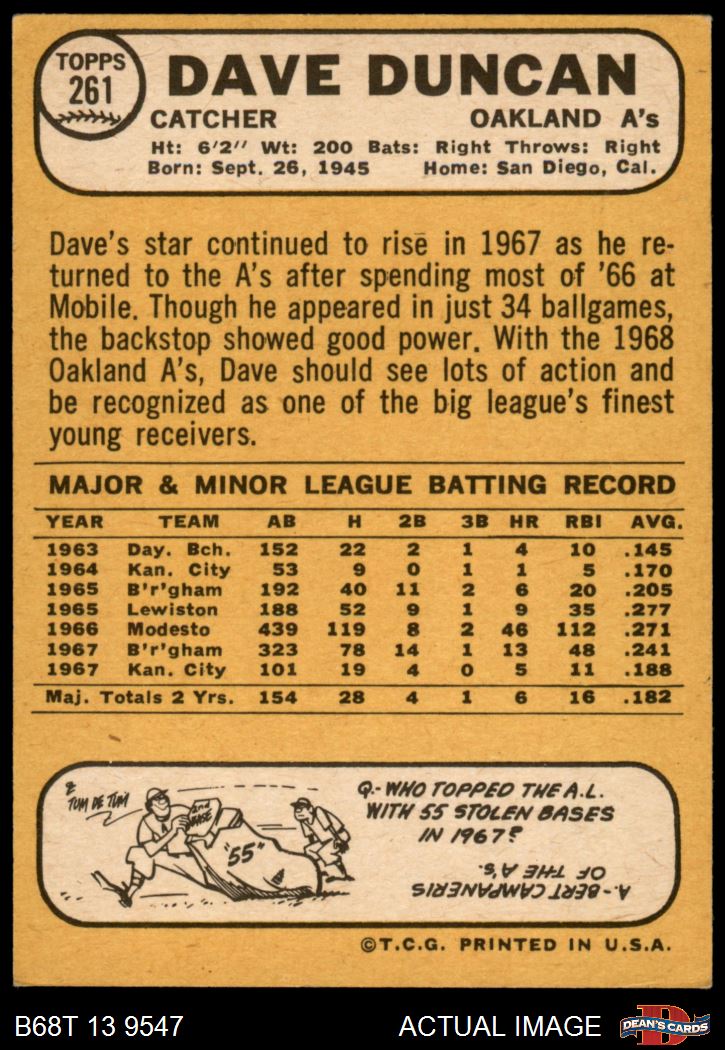 TOPPS
261
DAVE DUNCAN
CATCHER OAKLAND A's
Ht: 6'2" Wt: 200 Bats: Right Throws: Right
Born: Sept. 26, 1945 Home: San Diego, Cal.
Dave's star continued to rise in 1967 as he re-
turned to the A's after spending most of '66 at
Mobile. Though he appeared in just 34 ballgames,
the backstop showed good power. With the 1968
Oakland A's, Dave should see lots of action and
be recognized as one of the big league's finest
young receivers.
MAJOR & MINOR LEAGUE BATTING RECORD
YEAR TEAM AB H 2B 3B HR RBI AVG.
1963 Day. Bch. 152 22 2 1 4 10 .145
1964 Kan. City 53 9 0 1 1 5 .170
1965 B'r'gham 192 40 11 2 6 20 .205
1965 Lewiston 188 52 9 1 9 35 .277
1966 Modesto 439 119 8 2 46 112 .271
1967 B'r'gham 323 78 14 1 13 48 .241
1967 Kan. City 101 19 4 0 5 11 .188
Maj. Totals 2 Yrs. 154 28 4 1 6 16 .182
TUM DE TUM
2nd
BASE
"55"
Q.- WHO TOPPED THE A.L.
WITH 55 STOLEN BASES
IN 1967?
A.- BERT CAMPANERIS
OF THE A'S.
©T.C.G. PRINTED IN U.S.A.
B68T 13 9547 ACTUAL IMAGE
D
DEAN'S CARDS